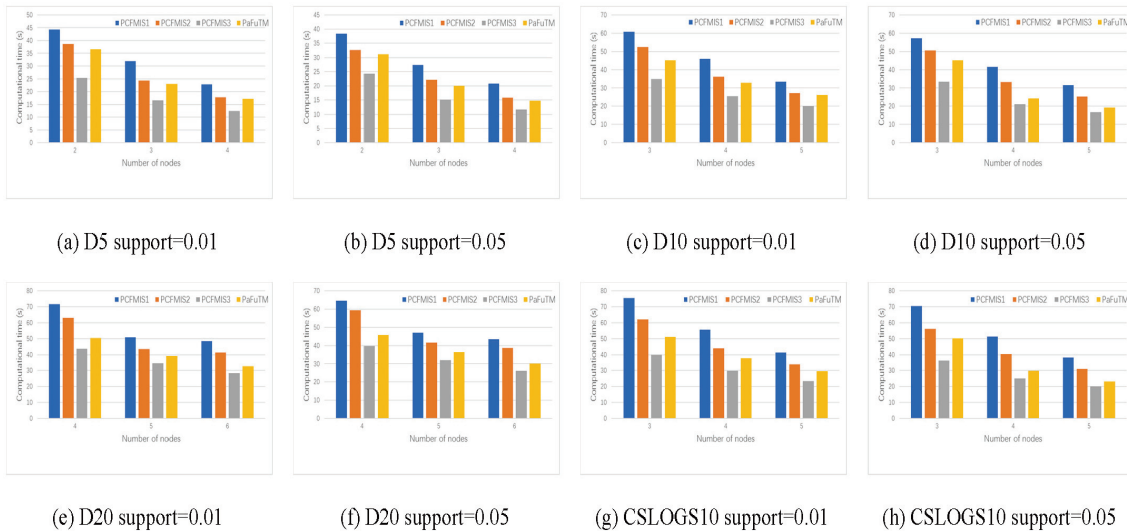 PCFMIS1 PCFMIS2 PCFMIS3 PaFuTM
Computational time (s)
50
45
40
35
30
25
20
15
10
5
0
2 3 4
Number of nodes
(a) D5 support=0.01
PCFMIS1 PCFMIS2 PCFMIS3 PaFuTM
Computational time (s)
45
40
35
30
25
20
15
10
5
0
2 3 4
Number of nodes
(b) D5 support=0.05
PCFMIS1 PCFMIS2 PCFMIS3 PaFuTM
Computational time (s)
70
60
50
40
30
20
10
0
3 4 5
Number of nodes
(c) D10 support=0.01
PCFMIS1 PCFMIS2 PCFMIS3 PaFuTM
Computational time (s)
70
60
50
40
30
20
10
0
3 4 5
Number of nodes
(d) D10 support=0.05
PCFMIS1 PCFMIS2 PCFMIS3 PaFuTM
Computational time (s)
80
70
60
50
40
30
20
10
0
4 5 6
Number of nodes
(e) D20 support=0.01
PCFMIS1 PCFMIS2 PCFMIS3 PaFuTM
Computational time (s)
70
60
50
40
30
20
10
0
4 5 6
Number of nodes
(f) D20 support=0.05
PCFMIS1 PCFMIS2 PCFMIS3 PaFuTM
Computational time (s)
80
70
60
50
40
30
20
10
0
3 4 5
Number of nodes
(g) CSLOGS10 support=0.01
PCFMIS1 PCFMIS2 PCFMIS3 PaFuTM
Computational time (s)
80
70
60
50
40
30
20
10
0
3 4 5
Number of nodes
(h) CSLOGS10 support=0.05